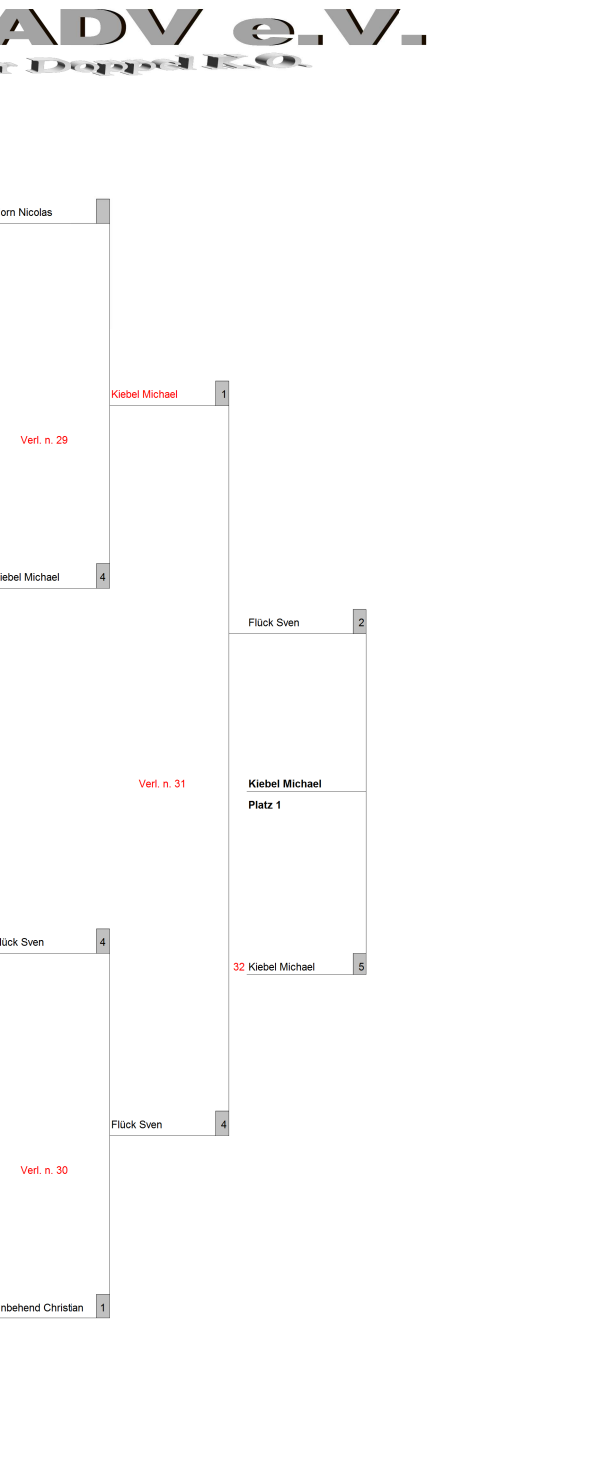 ADV e.V.
r Doppel K.O.
orn Nicolas
Kiebel Michael 1
Verl. n. 29
iebel Michael 4
Flück Sven 2
Verl. n. 31
Kiebel Michael
Platz 1
lück Sven 4
32 Kiebel Michael 5
Flück Sven 4
Verl. n. 30
nbehend Christian 1